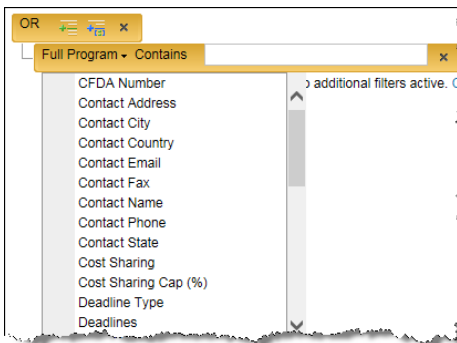 OR
Full Program Contains
CFDA Number
additional filters active.
Contact Address
Contact City
Contact Country
Contact Email
Contact Fax
Contact Name
Contact Phone
Contact State
Cost Sharing
Cost Sharing Cap (%)
Deadline Type
Deadlines